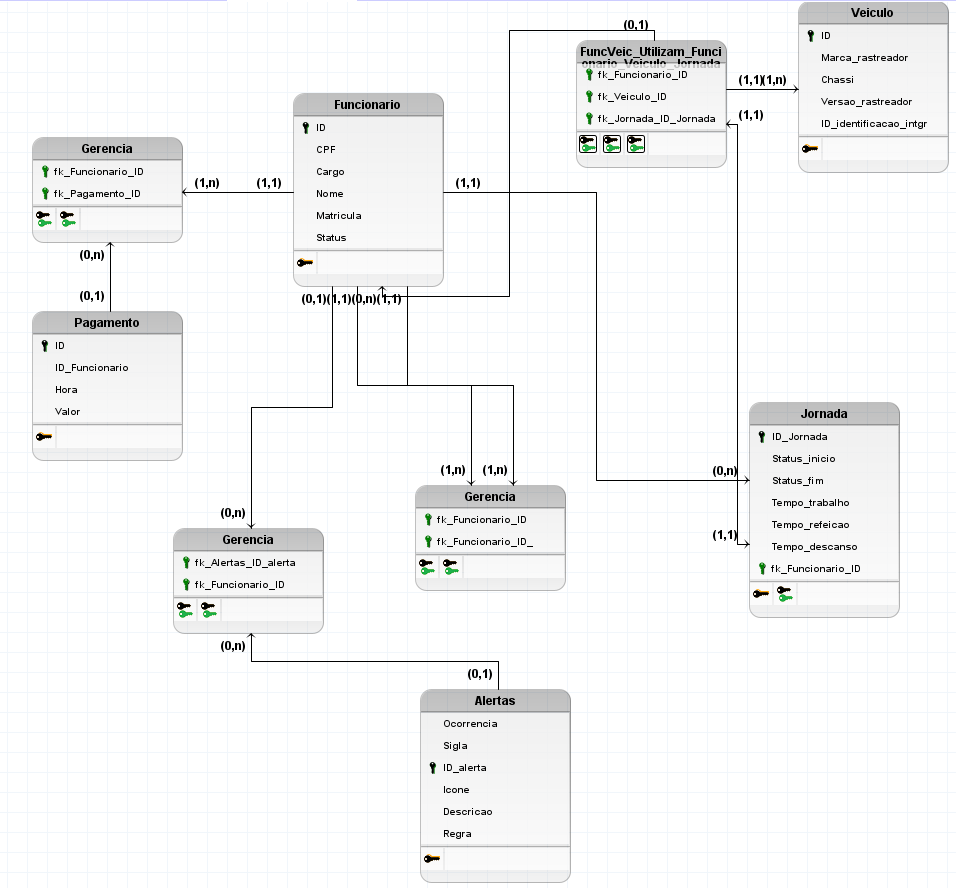 (0,1)
Veiculo
ID
Marca_rastreador
Chassi
Versao_rastreador
ID_identificacao_intgr
FuncVeic_Utilizam_Funci
onario_Veiculo_Jornada
fk_Funcionario_ID
fk_Veiculo_ID
fk_Jornada_ID_Jornada
(1,1)(1,n)
(1,1)
Funcionario
ID
CPF
Cargo
Nome
Matricula
Status
Gerencia
fk_Funcionario_ID
fk_Pagamento_ID
(1,n)
(1,1)
(1,1)
(0,n)
(0,1)
(0,1)(1,1)(0,n)(1,1)
Pagamento
ID
ID_Funcionario
Hora
Valor
Jornada
ID_Jornada
Status_inicio
Status_fim
Tempo_trabalho
Tempo_refeicao
Tempo_descanso
fk_Funcionario_ID
(0,n)
(1,1)
(1,n)
(1,n)
Gerencia
fk_Funcionario_ID
fk_Funcionario_ID_
(0,n)
Gerencia
fk_Alertas_ID_alerta
fk_Funcionario_ID
(0,n)
(0,1)
Alertas
Ocorrencia
Sigla
ID_alerta
Icone
Descricao
Regra